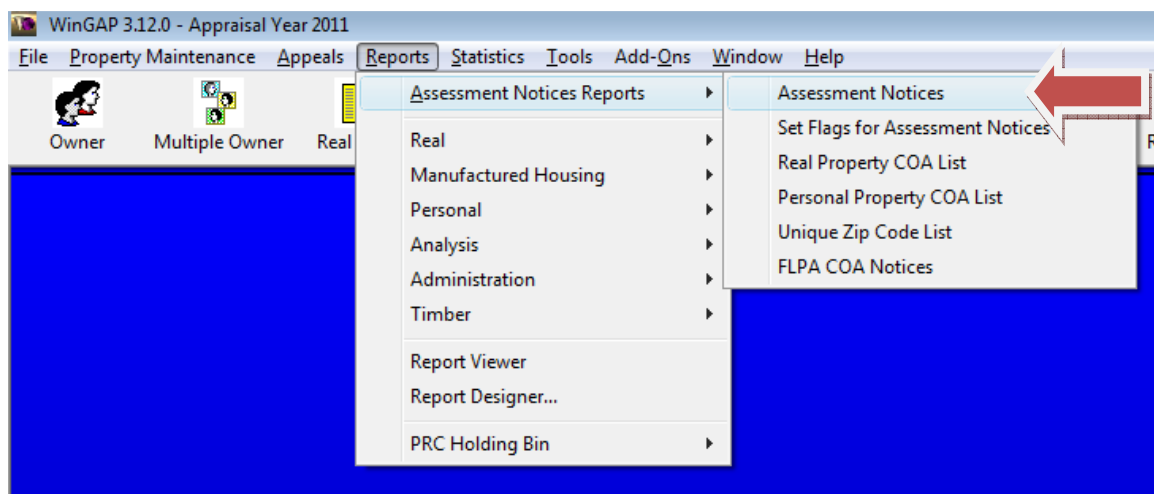 WinGAP 3.12.0 - Appraisal Year 2011
File Property Maintenance Appeals Reports Statistics Tools Add-Ons Window Help
Owner Multiple Owner Real R
Assessment Notices Reports
Real
Manufactured Housing
Personal
Analysis
Administration
Timber
Report Viewer
Report Designer...
PRC Holding Bin
Assessment Notices
Set Flags for Assessment Notices
Real Property COA List
Personal Property COA List
Unique Zip Code List
FLPA COA Notices